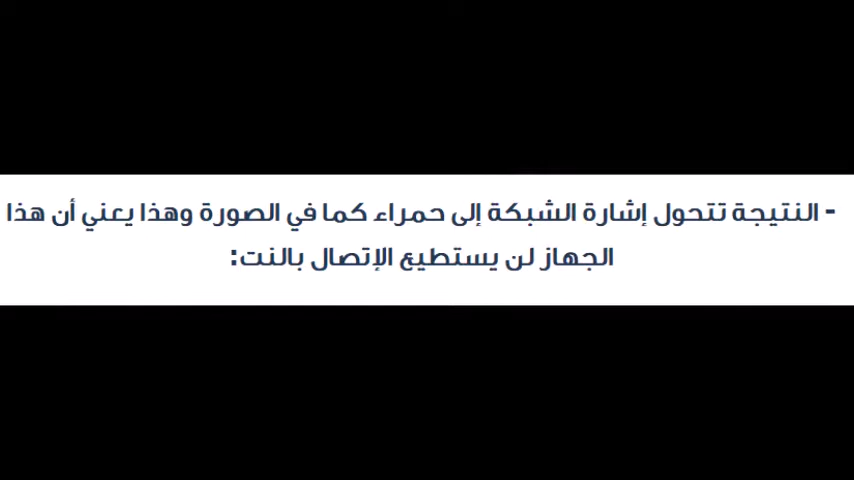 - النتيجة تتحول إشارة الشبكة إلى حمراء كما في الصورة وهذا يعني أن هذا
الجهاز لن يستطيع الإتصال بالنت: